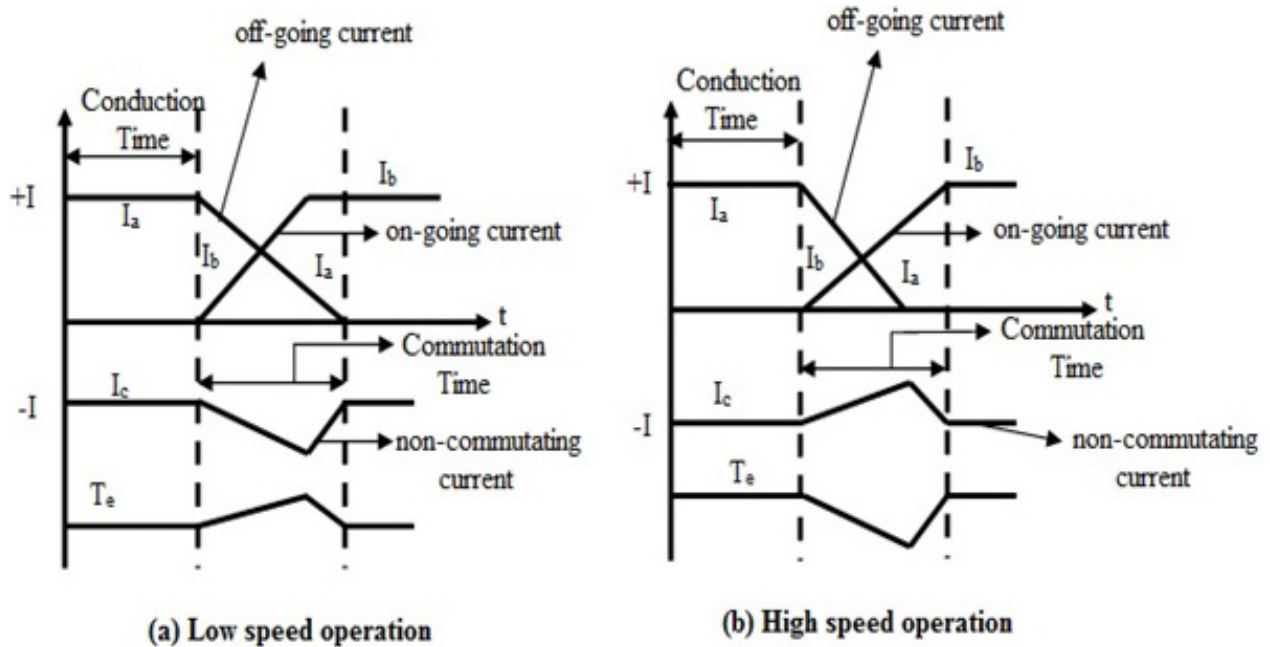 off-going current
Conduction
Time
+I
I_a
I_b
I_b
on-going current
I_a
t
Commutation
Time
-I
I_c
non-commutating
current
T_e
(a) Low speed operation
off-going current
Conduction
Time
+I
I_a
I_b
I_b
on-going current
I_a
t
Commutation
Time
-I
I_c
non-commutating
current
T_e
(b) High speed operation